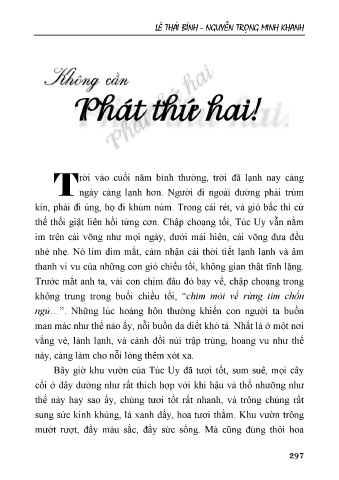 LÊ THÁI BÌNH - NGUYỄN TRỌNG MINH KHANH
Không cần
Phát thứ hai!
Trời vào cuối năm bình thường, trời đã lạnh nay càng
ngày càng lạnh hơn. Người đi ngoài đường phải trùm
kín, phải đi ủng, họ đi khúm núm. Trong cái rét, và gió bấc thì cứ
thế thổi giật liên hồi từng cơn. Chập choạng tối, Túc Uy vẫn nằm
im trên cái võng như mọi ngày, dưới mái hiên, cái võng đưa đều
nhè nhẹ. Nó lim dim mắt, cảm nhận cái thời tiết lạnh lạnh và âm
thanh vi vu của những cơn gió chiều tối, không gian thật tĩnh lặng.
Trước mắt anh ta, vài con chim đâu đó bay về, chập choạng trong
không trung trong buổi chiều tối, “chim mỏi về rừng tìm chốn
ngủ…”. Những lúc hoàng hôn thường khiến con người ta buồn
man mác như thế nào ấy, nỗi buồn da diết khó tả. Nhất là ở một nơi
vắng vẻ, lành lạnh, và cảnh đồi núi trập trùng, hoang vu như thế
này, càng làm cho nỗi lòng thêm xót xa.
Bây giờ khu vườn của Túc Uy đã tươi tốt, sum suê, mọi cây
cối ở dãy dường như rất thích hợp với khí hậu và thổ nhưỡng như
thế này hay sao ấy, chúng tươi tốt rất nhanh, và trông chúng rất
sung sức kinh khủng, lá xanh dầy, hoa tươi thắm. Khu vườn trông
mướt rượt, đầy màu sắc, đầy sức sống. Mà cũng đúng thôi hoa
297